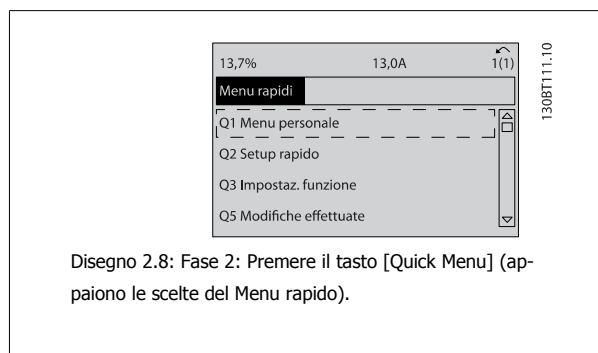 13,7% 13,0A 1(1)
Menu rapidi
Q1 Menu personale
Q2 Setup rapido
Q3 Impostaz. funzione
Q5 Modifiche effettuate
130BT111.10
Disegno 2.8: Fase 2: Premere il tasto [Quick Menu] (ap-
paiono le scelte del Menu rapido).